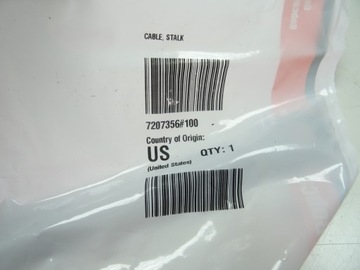 CABLE, STALK
7207356#100
Country of Origin:
US QTY: 1
(United States)